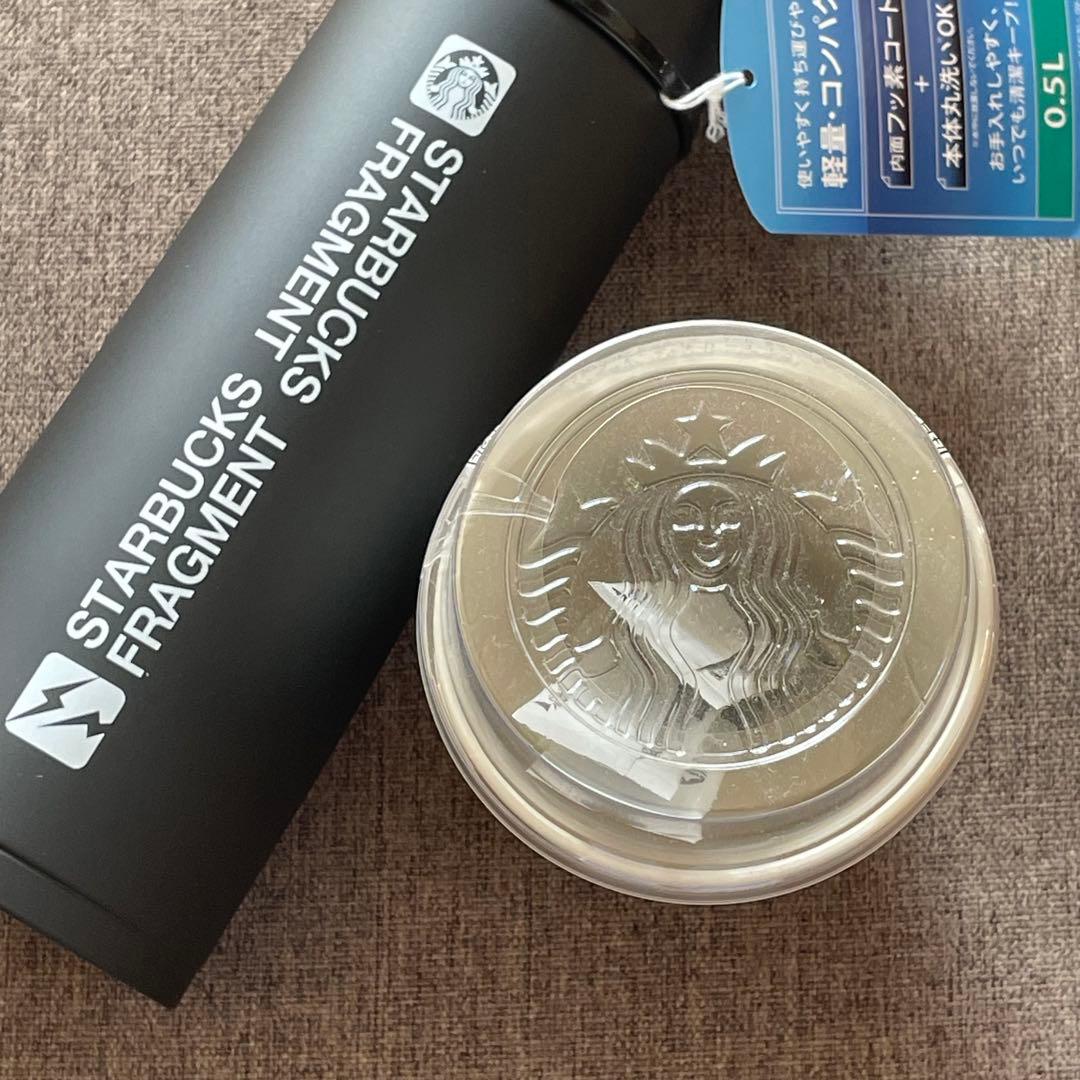 STARBUCKS
FRAGMENT
STARBUCKS
FRAGMENT
使いやすく持ち運びや
軽量・コンパク
内面フッ素コート
+
本体丸洗いOK
お手入れしやすく、
いつでも清潔キープ!
0.5L